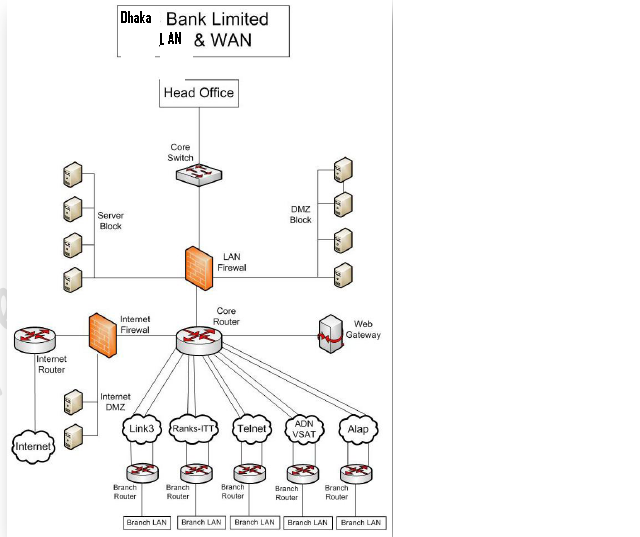 Dhaka Bank Limited
LAN & WAN
Head Office
Core
Switch
Server
Block
DMZ
Block
LAN
Firewal
Internet
Firewal
Core
Router
Web
Gateway
Internet
Router
Internet
DMZ
Internet
Link3
Ranks-ITT
Telnet
ADN
VSAT
Alap
Branch
Router
Branch
Router
Branch
Router
Branch
Router
Branch
Router
Branch LAN
Branch LAN
Branch LAN
Branch LAN
Branch LAN